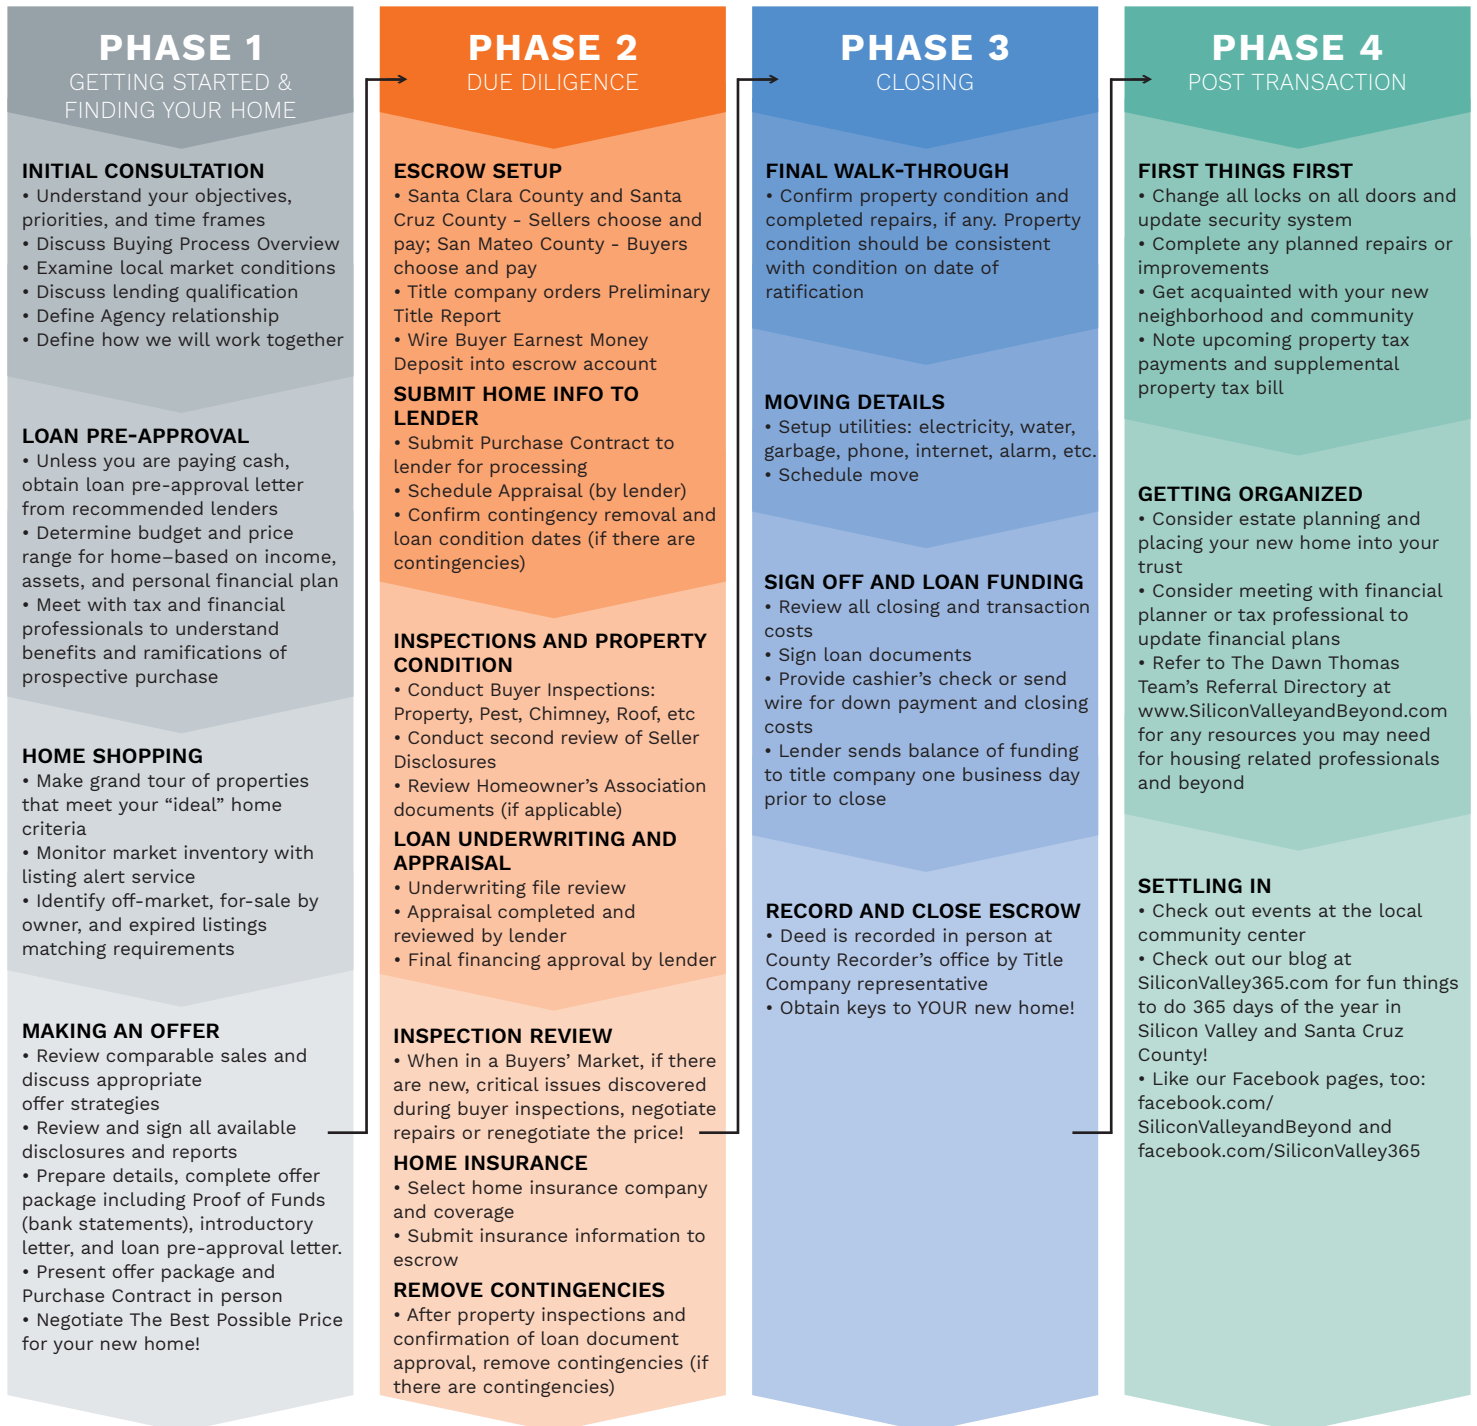 PHASE 1
GETTING STARTED &
FINDING YOUR HOME
INITIAL CONSULTATION
• Understand your objectives,
priorities, and time frames
• Discuss Buying Process Overview
• Examine local market conditions
• Discuss lending qualification
• Define Agency relationship
• Define how we will work together
LOAN PRE-APPROVAL
• Unless you are paying cash,
obtain loan pre-approval letter
from recommended lenders
• Determine budget and price
range for home–based on income,
assets, and personal financial plan
• Meet with tax and financial
professionals to understand
benefits and ramifications of
prospective purchase
HOME SHOPPING
• Make grand tour of properties
that meet your “ideal” home
criteria
• Monitor market inventory with
listing alert service
• Identify off-market, for-sale by
owner, and expired listings
matching requirements
MAKING AN OFFER
• Review comparable sales and
discuss appropriate
offer strategies
• Review and sign all available
disclosures and reports
• Prepare details, complete offer
package including Proof of Funds
(bank statements), introductory
letter, and loan pre-approval letter.
• Present offer package and
Purchase Contract in person
• Negotiate The Best Possible Price
for your new home!
PHASE 2
DUE DILIGENCE
ESCROW SETUP
• Santa Clara County and Santa
Cruz County - Sellers choose and
pay; San Mateo County - Buyers
choose and pay
• Title company orders Preliminary
Title Report
• Wire Buyer Earnest Money
Deposit into escrow account
SUBMIT HOME INFO TO
LENDER
• Submit Purchase Contract to
lender for processing
• Schedule Appraisal (by lender)
• Confirm contingency removal and
loan condition dates (if there are
contingencies)
INSPECTIONS AND PROPERTY
CONDITION
• Conduct Buyer Inspections:
Property, Pest, Chimney, Roof, etc
• Conduct second review of Seller
Disclosures
• Review Homeowner’s Association
documents (if applicable)
LOAN UNDERWRITING AND
APPRAISAL
• Underwriting file review
• Appraisal completed and
reviewed by lender
• Final financing approval by lender
INSPECTION REVIEW
• When in a Buyers’ Market, if there
are new, critical issues discovered
during buyer inspections, negotiate
repairs or renegotiate the price!
HOME INSURANCE
• Select home insurance company
and coverage
• Submit insurance information to
escrow
REMOVE CONTINGENCIES
• After property inspections and
confirmation of loan document
approval, remove contingencies (if
there are contingencies)
PHASE 3
CLOSING
FINAL WALK-THROUGH
• Confirm property condition and
completed repairs, if any. Property
condition should be consistent
with condition on date of
ratification
MOVING DETAILS
• Setup utilities: electricity, water,
garbage, phone, internet, alarm, etc.
• Schedule move
SIGN OFF AND LOAN FUNDING
• Review all closing and transaction
costs
• Sign loan documents
• Provide cashier’s check or send
wire for down payment and closing
costs
• Lender sends balance of funding
to title company one business day
prior to close
RECORD AND CLOSE ESCROW
• Deed is recorded in person at
County Recorder’s office by Title
Company representative
• Obtain keys to YOUR new home!
PHASE 4
POST TRANSACTION
FIRST THINGS FIRST
• Change all locks on all doors and
update security system
• Complete any planned repairs or
improvements
• Get acquainted with your new
neighborhood and community
• Note upcoming property tax
payments and supplemental
property tax bill
GETTING ORGANIZED
• Consider estate planning and
placing your new home into your
trust
• Consider meeting with financial
planner or tax professional to
update financial plans
• Refer to The Dawn Thomas
Team’s Referral Directory at
www.SiliconValleyandBeyond.com
for any resources you may need
for housing related professionals
and beyond
SETTLING IN
• Check out events at the local
community center
• Check out our blog at
SiliconValley365.com for fun things
to do 365 days of the year in
Silicon Valley and Santa Cruz
County!
• Like our Facebook pages, too:
facebook.com/
SiliconValleyandBeyond and
facebook.com/SiliconValley365